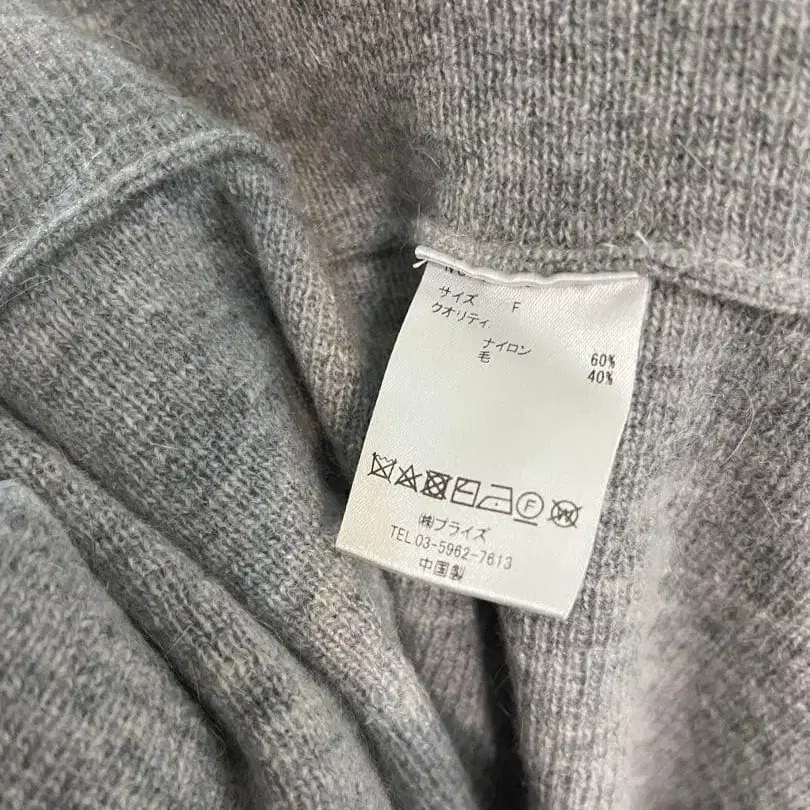 サイズ F
クオリティ
ナイロン 60%
毛 40%
㈱プライズ
TEL.03-5962-7613
中国製